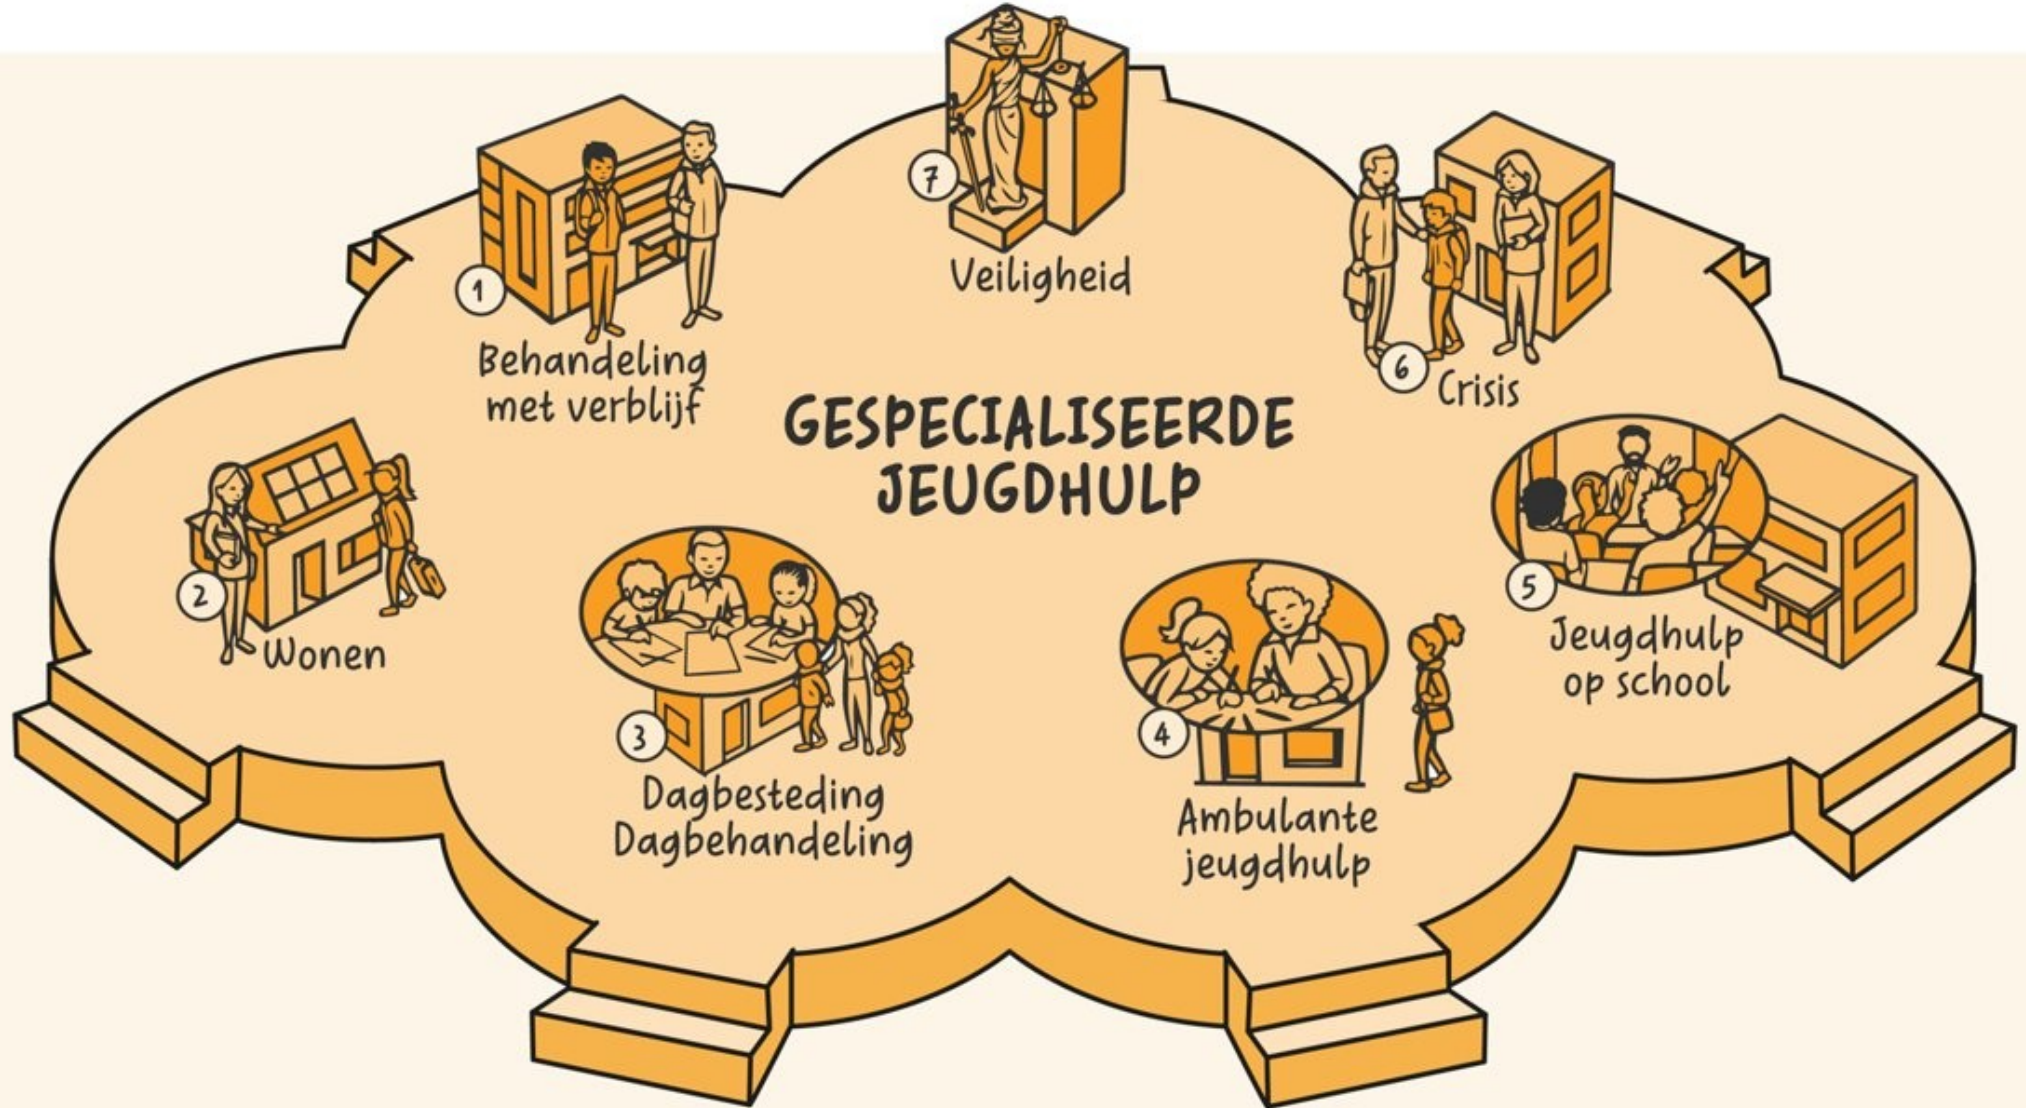 GESPECIALISEERDE
JEUGDHULP
1
Behandeling
met verblijf
2
Wonen
3
Dagbesteding
Dagbehandeling
4
Ambulante
jeugdhulp
5
Jeugdhulp
op school
6
Crisis
7
Veiligheid